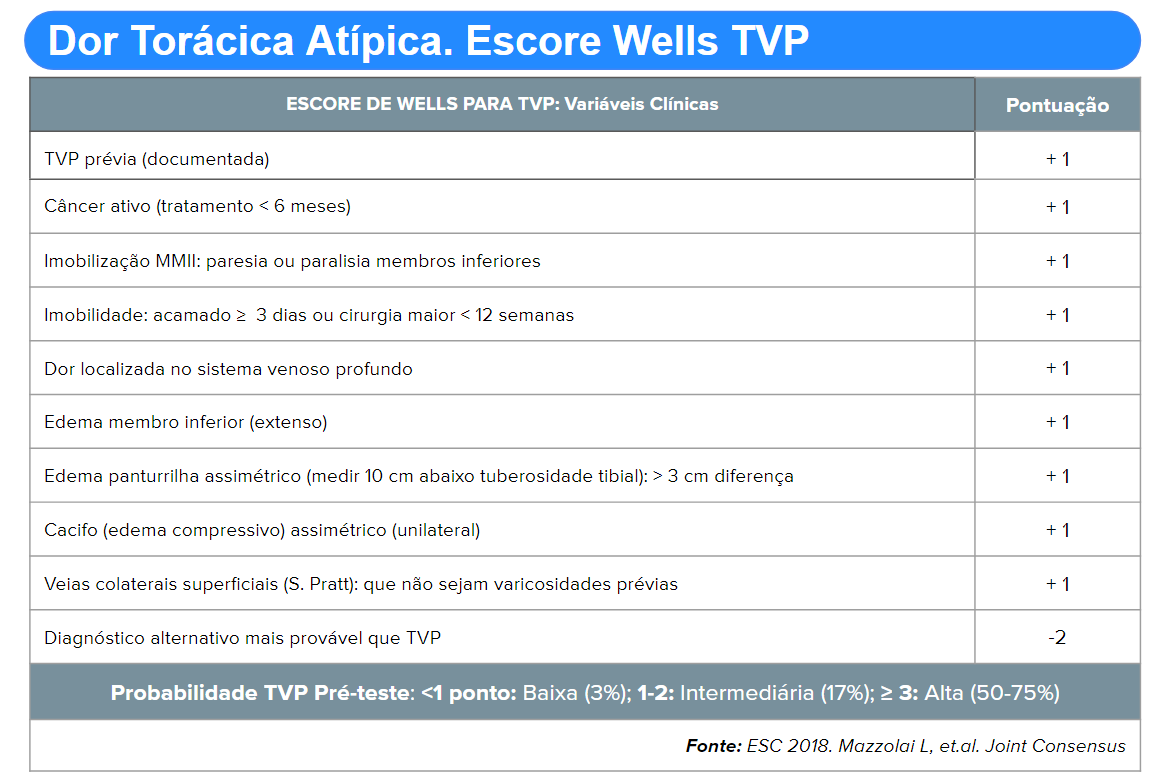 Dor Torácica Atípica. Escore Wells TVP
ESCORE DE WELLS PARA TVP: Variáveis Clínicas Pontuação
TVP prévia (documentada) + 1
Câncer ativo (tratamento < 6 meses) + 1
Imobilização MMII: paresia ou paralisia membros inferiores + 1
Imobilidade: acamado ≥ 3 dias ou cirurgia maior < 12 semanas + 1
Dor localizada no sistema venoso profundo + 1
Edema membro inferior (extenso) + 1
Edema panturrilha assimétrico (medir 10 cm abaixo tuberosidade tibial): > 3 cm diferença + 1
Cacifo (edema compressivo) assimétrico (unilateral) + 1
Veias colaterais superficiais (S. Pratt): que não sejam varicosidades prévias + 1
Diagnóstico alternativo mais provável que TVP -2
Probabilidade TVP Pré-teste: <1 ponto: Baixa (3%); 1-2: Intermediária (17%); ≥ 3: Alta (50-75%)
Fonte: ESC 2018. Mazzolai L, et.al. Joint Consensus